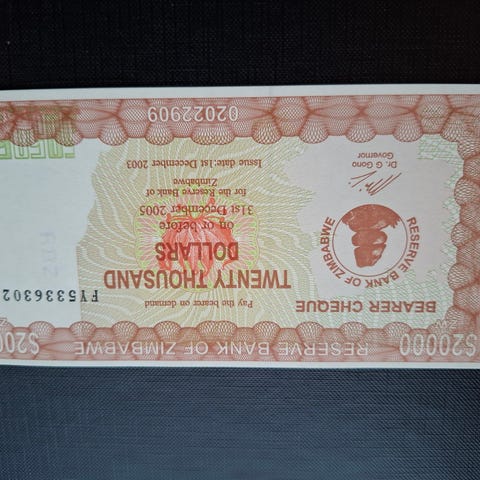 $20000 RESERVE BANK OF ZIMBABWE $200
BEARER CHEQUE
RESERVE BANK OF ZIMBABWE
Pay the bearer on demand
TWENTY THOUSAND
DOLLARS
on or before
31st December 2005
for the Reserve Bank of
Zimbabwe
Issue date: 1st December 2003
Dr. G Gono
Governor
FY5336302
02022909